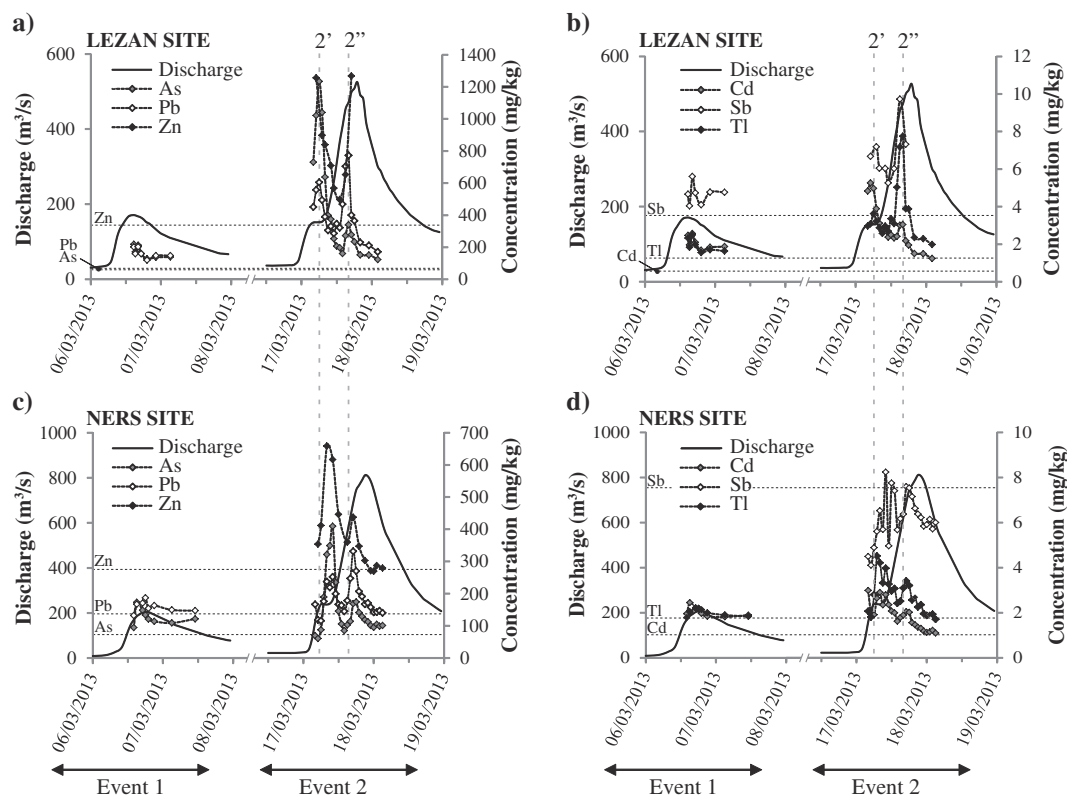 a)
LEZAN SITE
2’ 2’’
Discharge
As
Pb
Zn
Discharge (m³/s)
600
400
200
0
Zn
Pb
As
1400
1200
1000
800
600
400
200
0
Concentration (mg/kg)
06/03/2013
07/03/2013
08/03/2013
17/03/2013
18/03/2013
19/03/2013
b)
LEZAN SITE
2’ 2’’
Discharge
Cd
Sb
Tl
Discharge (m³/s)
600
400
200
0
Sb
Tl
Cd
12
10
8
6
4
2
0
Concentration (mg/kg)
06/03/2013
07/03/2013
08/03/2013
17/03/2013
18/03/2013
19/03/2013
c)
NERS SITE
Discharge
As
Pb
Zn
Discharge (m³/s)
1000
800
600
400
200
0
Zn
Pb
As
700
600
500
400
300
200
100
0
Concentration (mg/kg)
06/03/2013
07/03/2013
08/03/2013
17/03/2013
18/03/2013
19/03/2013
Event 1
Event 2
d)
NERS SITE
Discharge
Cd
Sb
Tl
Discharge (m³/s)
1000
800
600
400
200
0
Sb
Tl
Cd
10
8
6
4
2
0
Concentration (mg/kg)
06/03/2013
07/03/2013
08/03/2013
17/03/2013
18/03/2013
19/03/2013
Event 1
Event 2